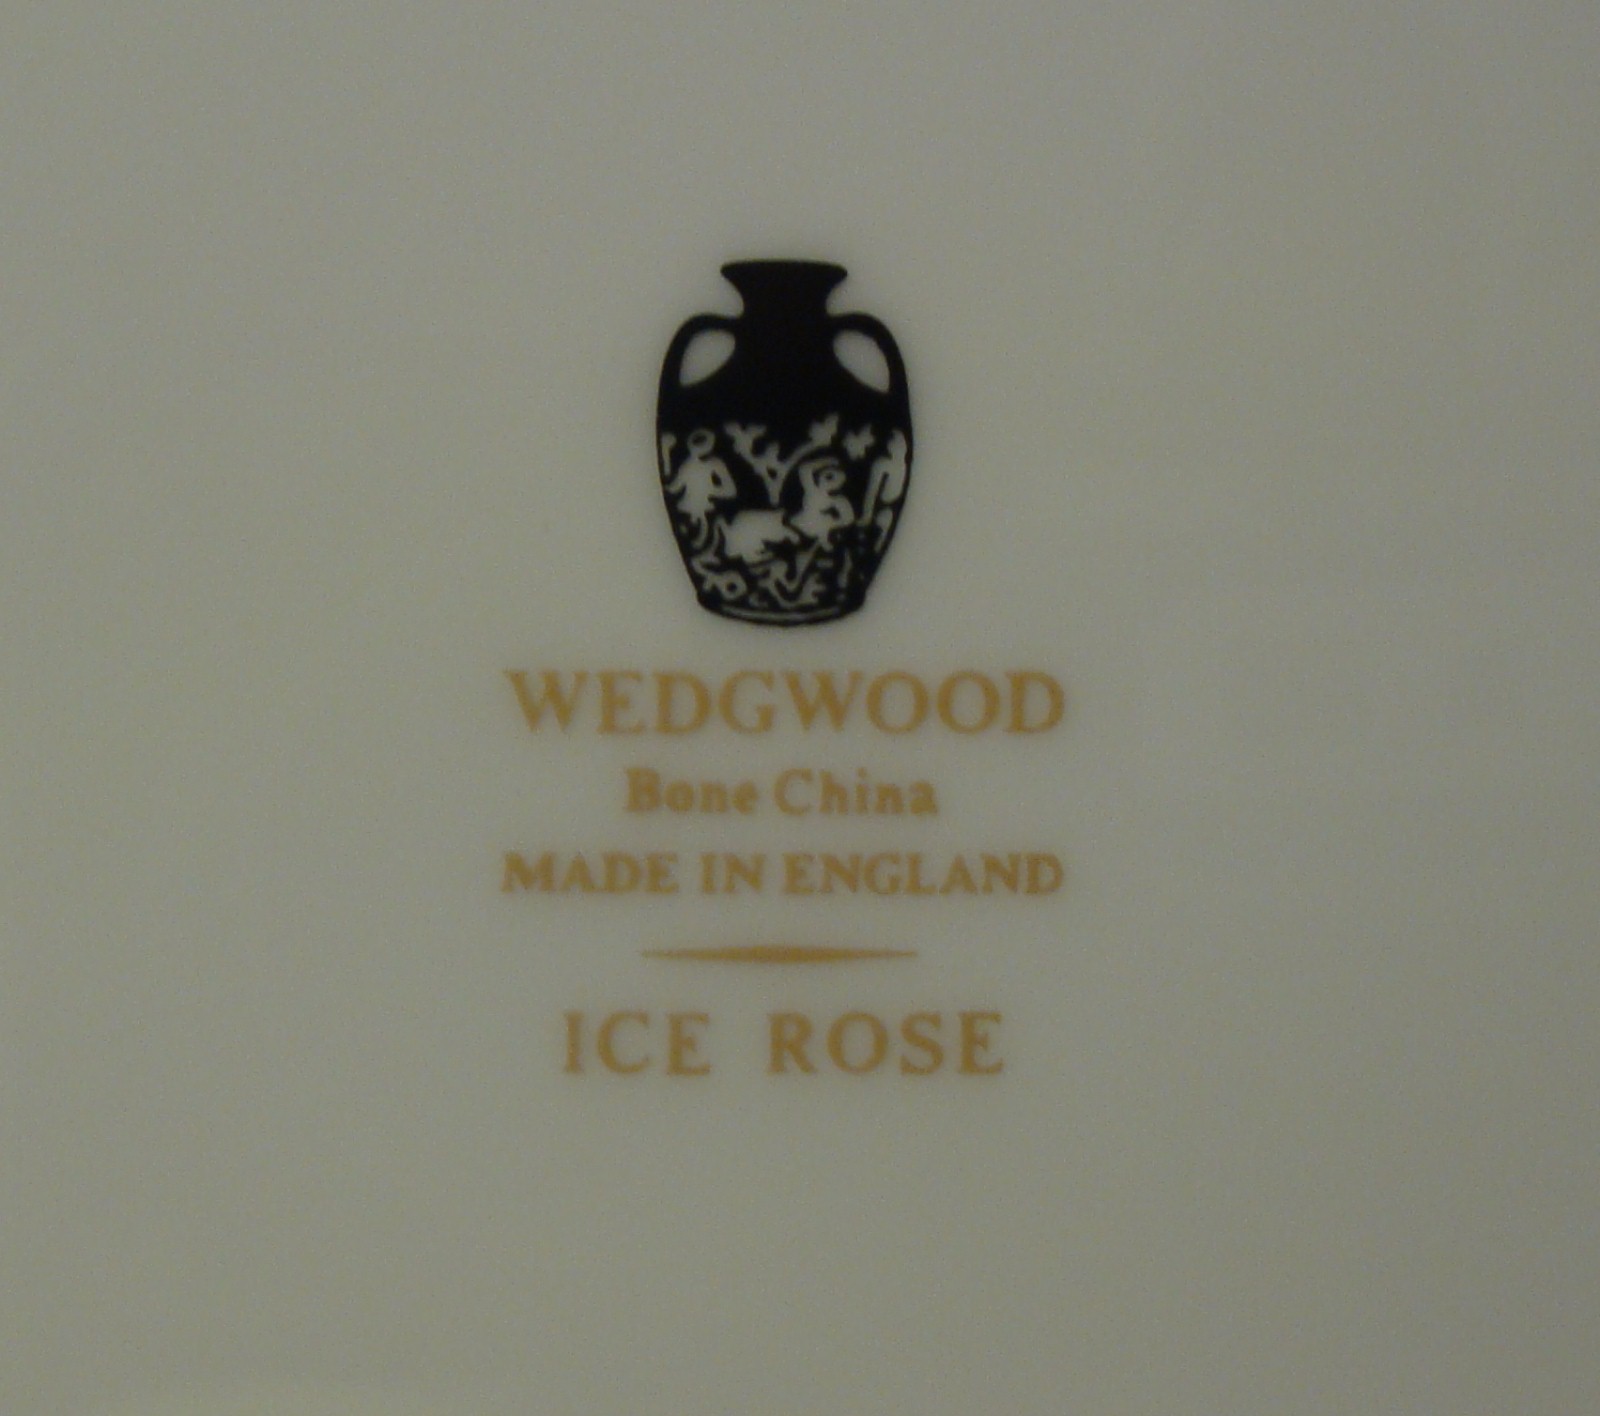 WEDGWOOD
Bone China
MADE IN ENGLAND
ICE ROSE